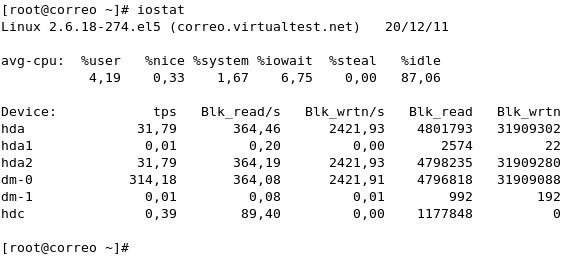 [root@correo /]# iostat
Linux 2.6.18-274.el5 (correo.virtualtest.net)   20/12/11

avg-cpu:  %user   %nice %system %iowait  %steal   %idle
           4,19    0,33    1,67    6,75    0,00   87,06

Device:            tps   Blk_read/s   Blk_wrtn/s   Blk_read   Blk_wrtn
hda              31,79       364,46      2421,93    4801793   31909302
hda1              0,01         0,20         0,00       2574         22
hda2             31,79       364,19      2421,93    4798235   31909280
dm-0            314,18       364,08      2421,91    4796818   31909088
dm-1              0,01         0,08         0,01        992        192
hdc               0,39        89,40         0,00    1177848          0

[root@correo /]#